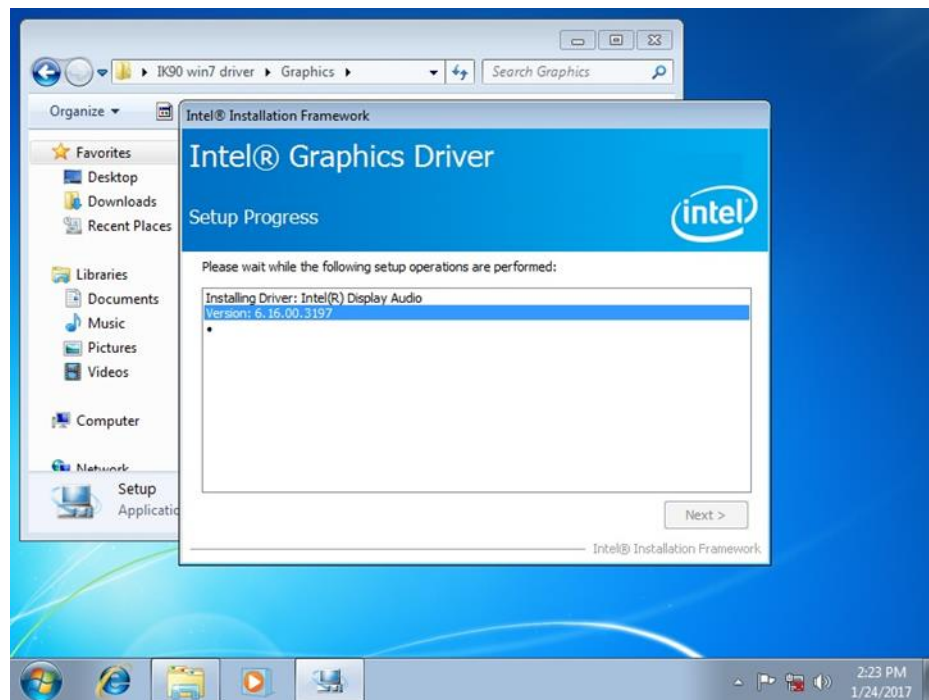 IK90 win7 driver Graphics
Search Graphics
Organize
Intel® Installation Framework
Favorites
Desktop
Downloads
Recent Places
Libraries
Documents
Music
Pictures
Videos
Computer
Network
Setup
Applicatio
Intel® Graphics Driver
Setup Progress
intel
Please wait while the following setup operations are performed:
Installing Driver: Intel(R) Display Audio
Version: 6.16.00.3197
Next >
Intel® Installation Framework
2:23 PM
1/24/2017